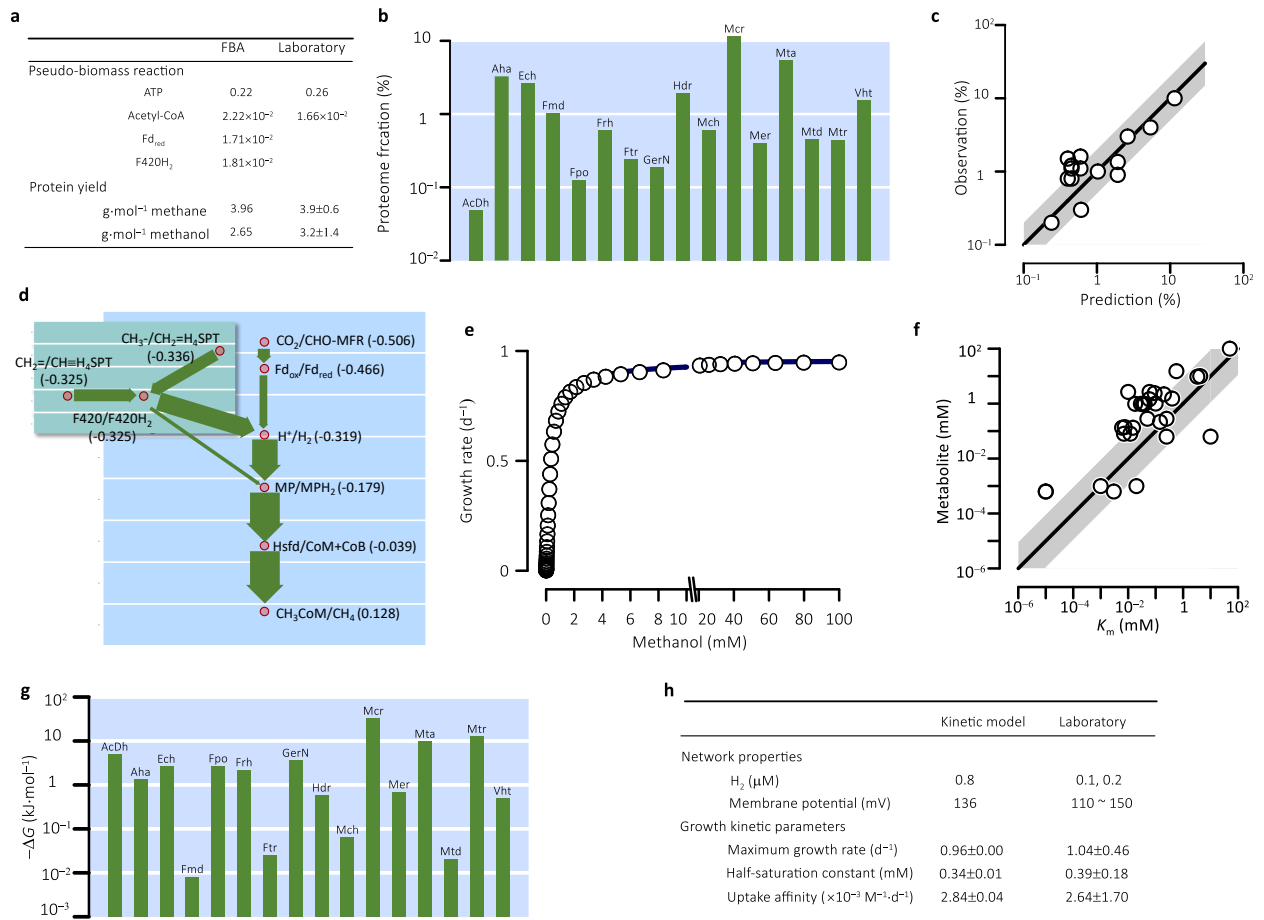 a
FBA Laboratory
Pseudo-biomass reaction
ATP 0.22 0.26
Acetyl-CoA 2.22×10⁻² 1.66×10⁻²
Fd_red 1.71×10⁻²
F420H₂ 1.81×10⁻²
Protein yield
g·mol⁻¹ methane 3.96 3.9±0.6
g·mol⁻¹ methanol 2.65 3.2±1.4
b
Proteome frcation (%)
10
1
10⁻¹
10⁻²
AcDh
Aha
Ech
Fmd
Fpo
Frh
Ftr
GerN
Hdr
Mch
Mcr
Mer
Mta
Mtd
Mtr
Vht
c
Observation (%)
10²
10
1
10⁻¹
10⁻¹ 1 10 10²
Prediction (%)
d
CH₃-/CH₂=H₄SPT
(-0.336)
CH₂=/CH≡H₄SPT
(-0.325)
F420/F420H₂
(-0.325)
CO₂/CHO-MFR (-0.506)
Fd_ox/Fd_red (-0.466)
H⁺/H₂ (-0.319)
MP/MPH₂ (-0.179)
Hsfd/CoM+CoB (-0.039)
CH₃CoM/CH₄ (0.128)
e
Growth rate (d⁻¹)
1
0.5
0
0 2 4 6 8 10 20 40 60 80 100
Methanol (mM)
f
Metabolite (mM)
10²
1
10⁻²
10⁻⁴
10⁻⁶
10⁻⁶ 10⁻⁴ 10⁻² 1 10²
K_m (mM)
g
−ΔG (kJ·mol⁻¹)
10²
10
1
10⁻¹
10⁻²
10⁻³
AcDh
Aha
Ech
Fmd
Fpo
Frh
Ftr
GerN
Hdr
Mch
Mcr
Mer
Mta
Mtd
Mtr
Vht
h
Kinetic model Laboratory
Network properties
H₂ (μM) 0.8 0.1, 0.2
Membrane potential (mV) 136 110 ~ 150
Growth kinetic parameters
Maximum growth rate (d⁻¹) 0.96±0.00 1.04±0.46
Half-saturation constant (mM) 0.34±0.01 0.39±0.18
Uptake affinity (×10⁻³ M⁻¹·d⁻¹) 2.84±0.04 2.64±1.70